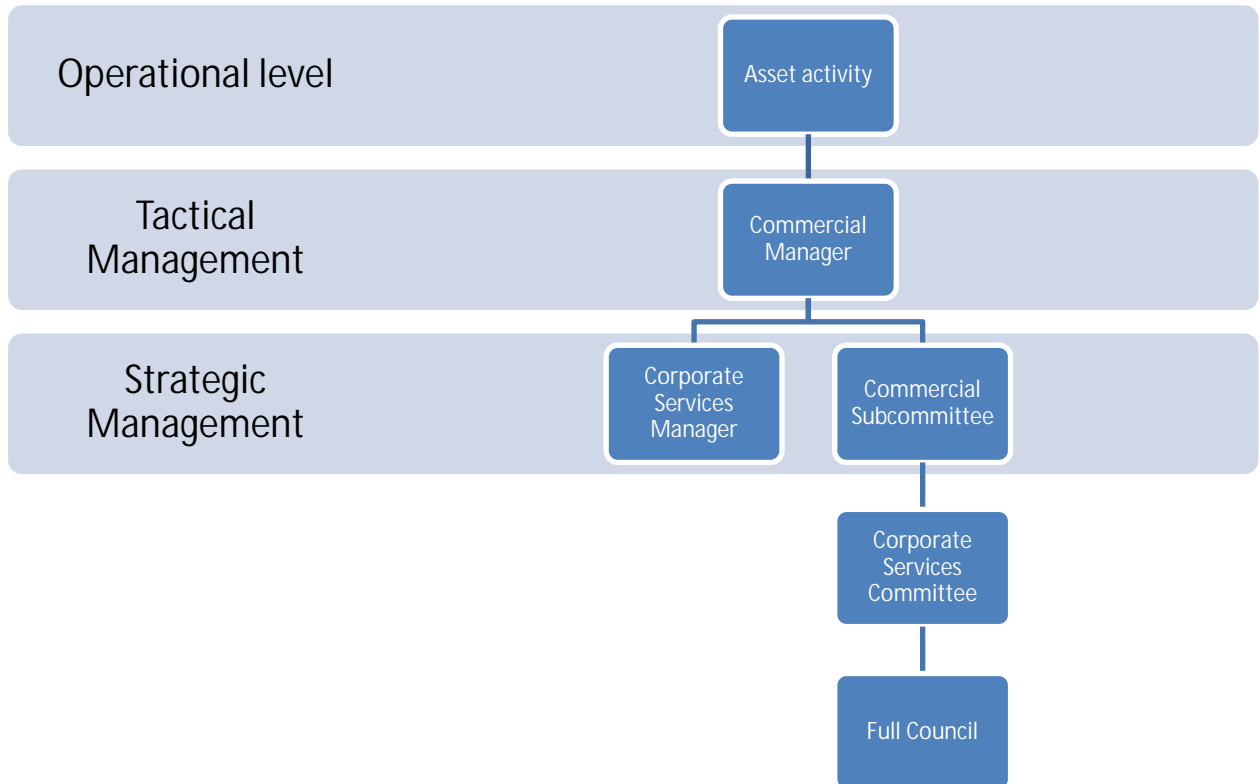 Operational level
Asset activity
Tactical
Management
Commercial
Manager
Strategic
Management
Corporate
Services
Manager
Commercial
Subcommittee
Corporate
Services
Committee
Full Council